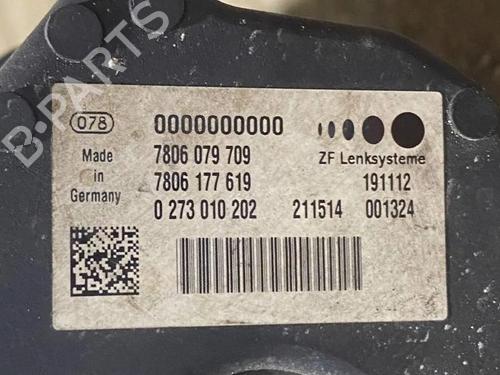 B-PARTS
078 0000000000
Made in Germany
7806 079 709
7806 177 619
0 273 010 202
ZF Lenksysteme
191112
211514 001324